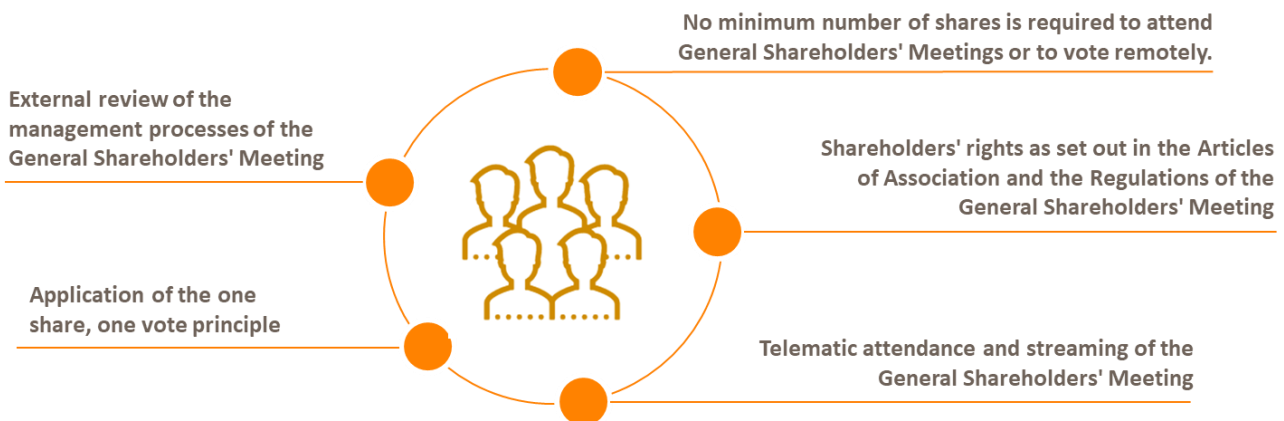 No minimum number of shares is required to attend
General Shareholders' Meetings or to vote remotely.
External review of the
management processes of the
General Shareholders' Meeting
Shareholders' rights as set out in the Articles
of Association and the Regulations of the
General Shareholders' Meeting
Application of the one
share, one vote principle
Telematic attendance and streaming of the
General Shareholders' Meeting